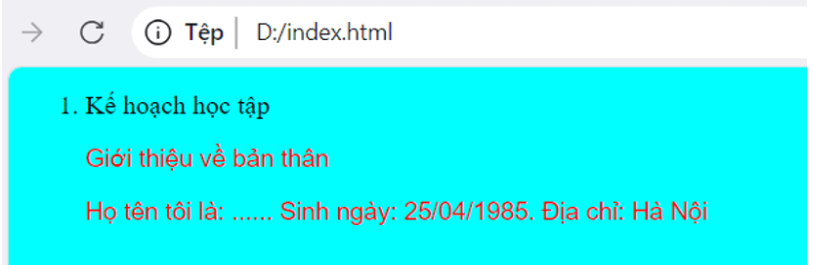 Tệp D:/index.html
1. Kế hoạch học tập
Giới thiệu về bản thân
Họ tên tôi là: ...... Sinh ngày: 25/04/1985. Địa chỉ: Hà Nội